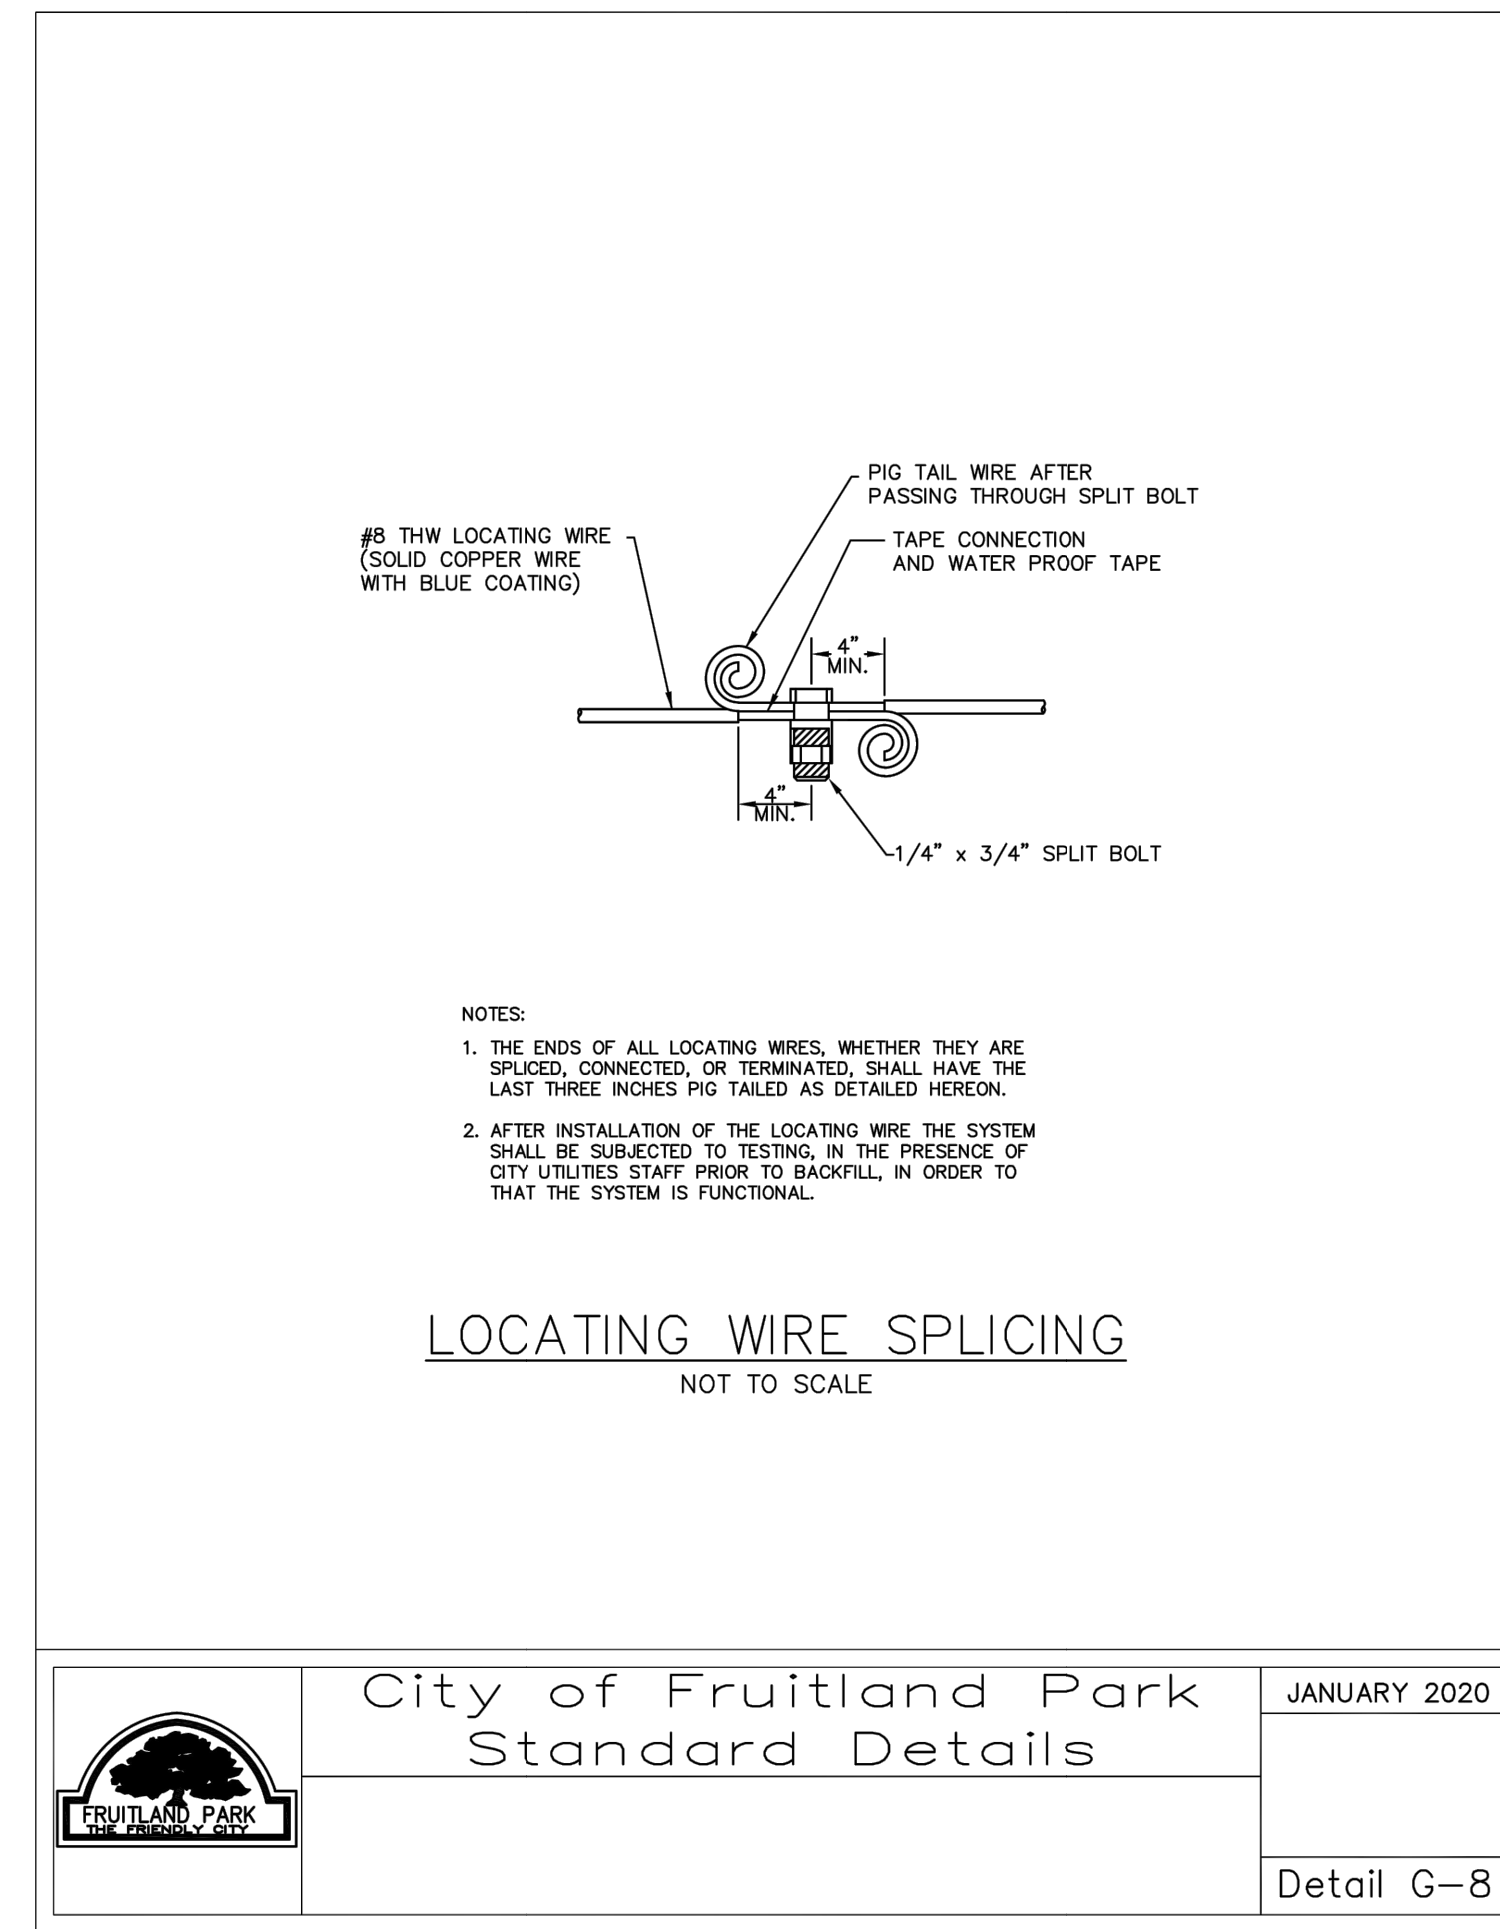 PIG TAIL WIRE AFTER
PASSING THROUGH SPLIT BOLT
#8 THW LOCATING WIRE
(SOLID COPPER WIRE
WITH BLUE COATING)
TAPE CONNECTION
AND WATER PROOF TAPE
4"
MIN.
4"
MIN.
1/4" x 3/4" SPLIT BOLT
NOTES:
1. THE ENDS OF ALL LOCATING WIRES, WHETHER THEY ARE
SPLICED, CONNECTED, OR TERMINATED, SHALL HAVE THE
LAST THREE INCHES PIG TAILED AS DETAILED HEREON.
2. AFTER INSTALLATION OF THE LOCATING WIRE THE SYSTEM
SHALL BE SUBJECTED TO TESTING, IN THE PRESENCE OF
CITY UTILITIES STAFF PRIOR TO BACKFILL, IN ORDER TO
THAT THE SYSTEM IS FUNCTIONAL.
LOCATING WIRE SPLICING
NOT TO SCALE
City of Fruitland Park
Standard Details
JANUARY 2020
FRUITLAND PARK
THE FRIENDLY CITY
Detail G-8